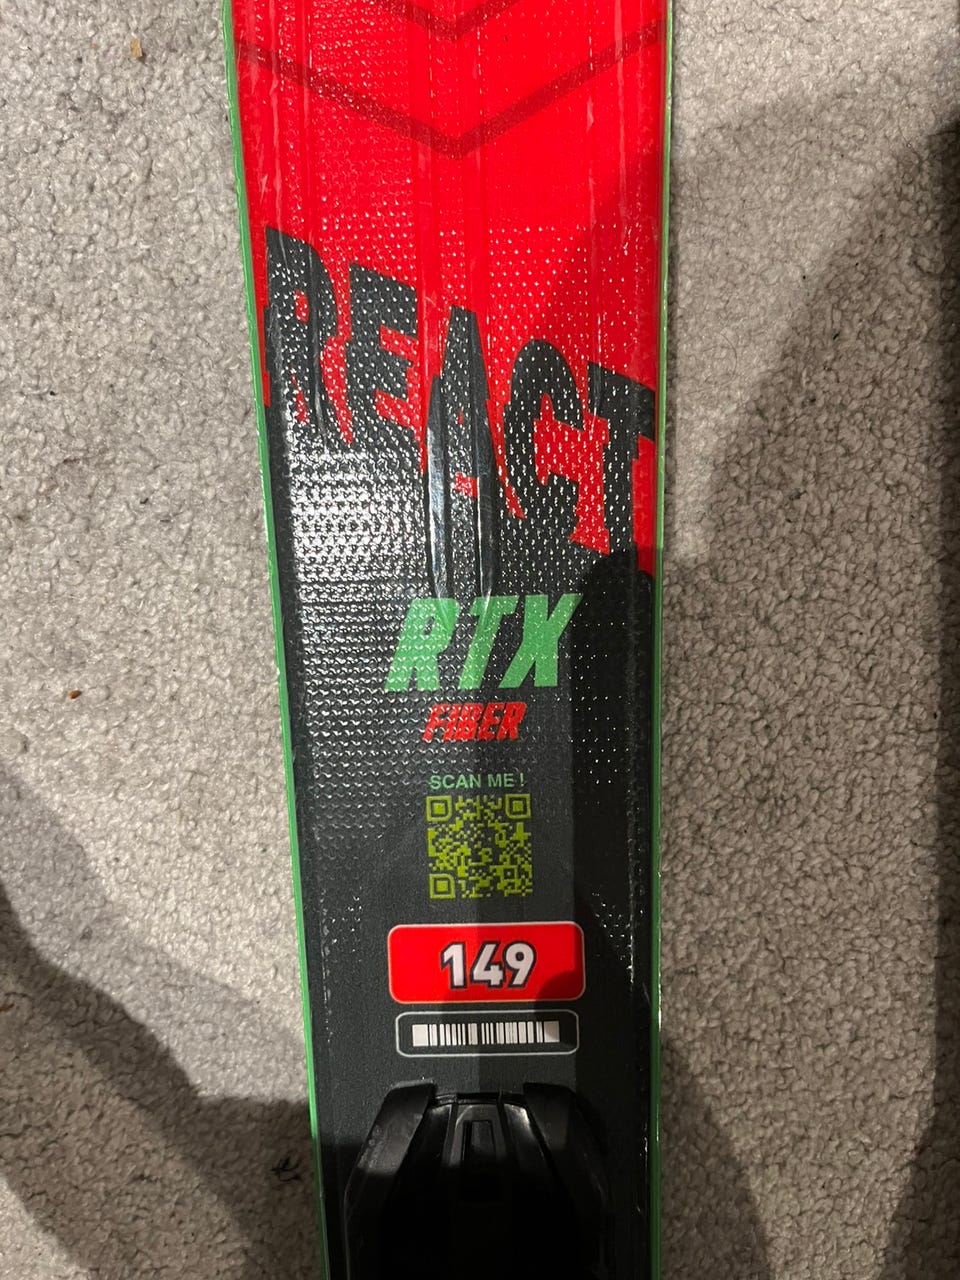 REACT
RTX
FIBER
SCAN ME !
149